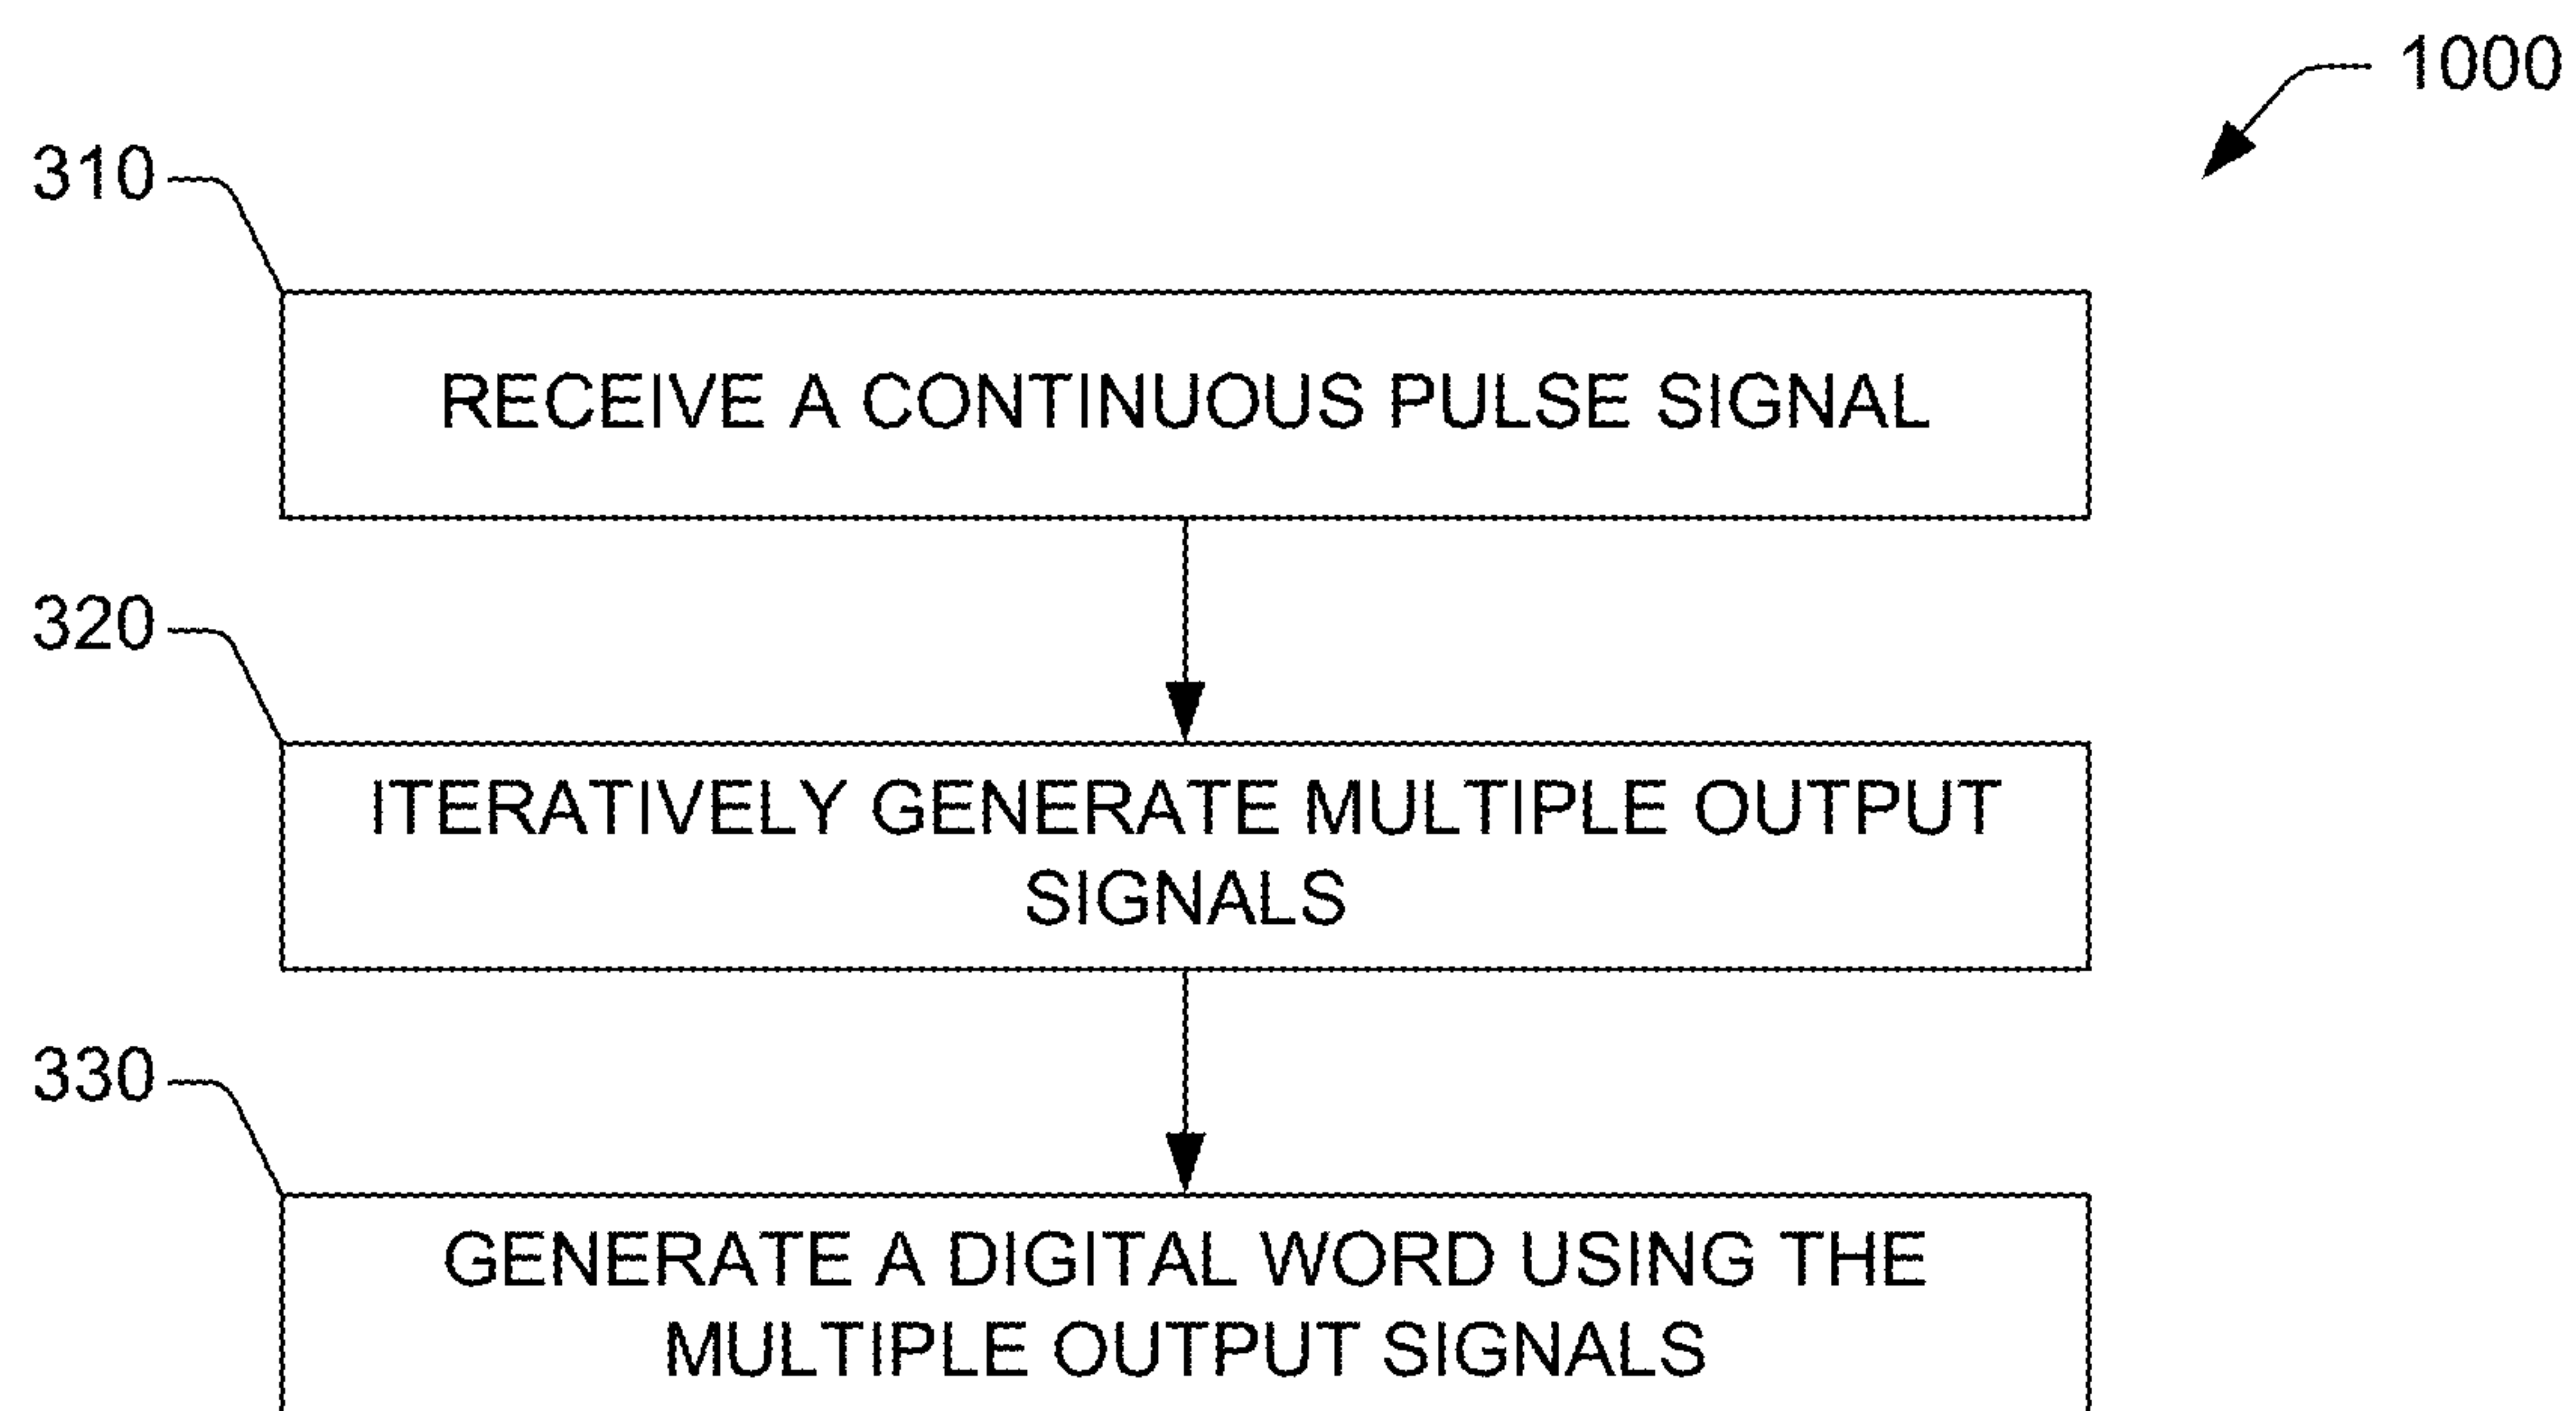 1000
310
RECEIVE A CONTINUOUS PULSE SIGNAL
320
ITERATIVELY GENERATE MULTIPLE OUTPUT
SIGNALS
330
GENERATE A DIGITAL WORD USING THE
MULTIPLE OUTPUT SIGNALS